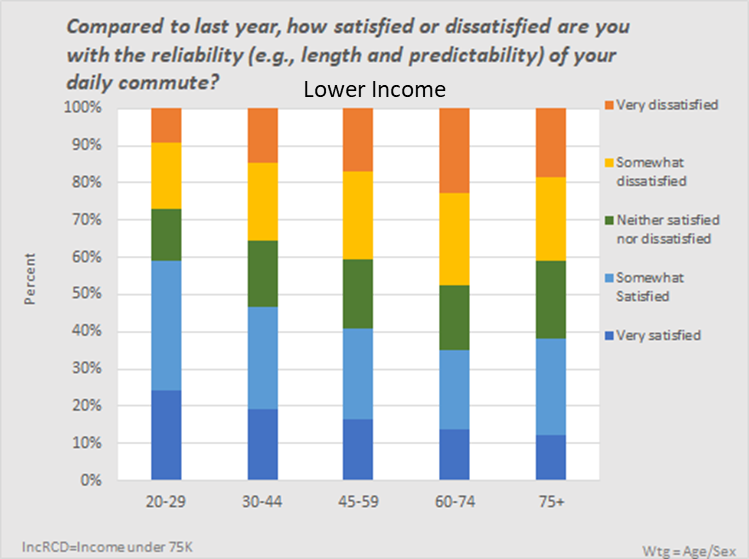 Compared to last year, how satisfied or dissatisfied are you
with the reliability (e.g., length and predictability) of your
daily commute?
Lower Income
100%
90%
80%
70%
60%
50%
40%
30%
20%
10%
0%
Percent
20-29
30-44
45-59
60-74
75+
Very dissatisfied
Somewhat
dissatisfied
Neither satisfied
nor dissatisfied
Somewhat
Satisfied
Very satisfied
IncRCD=Income under 75K
Wtg = Age/Sex